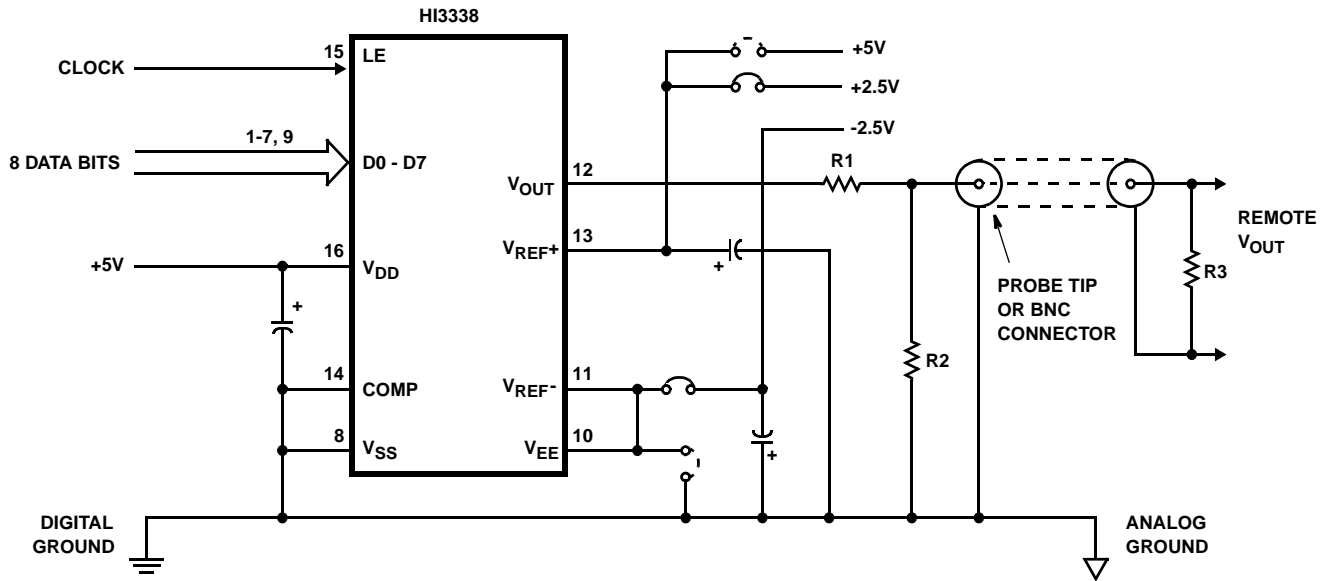 HI3338
15
LE
CLOCK
+5V
+2.5V
-2.5V
1-7, 9
8 DATA BITS
D0 - D7
12
VOUT
R1
13
VREF+
+
REMOTE
VOUT
R3
16
+5V
VDD
+
PROBE TIP
OR BNC
CONNECTOR
R2
14
COMP
11
VREF-
8
VSS
10
VEE
+
DIGITAL
GROUND
ANALOG
GROUND